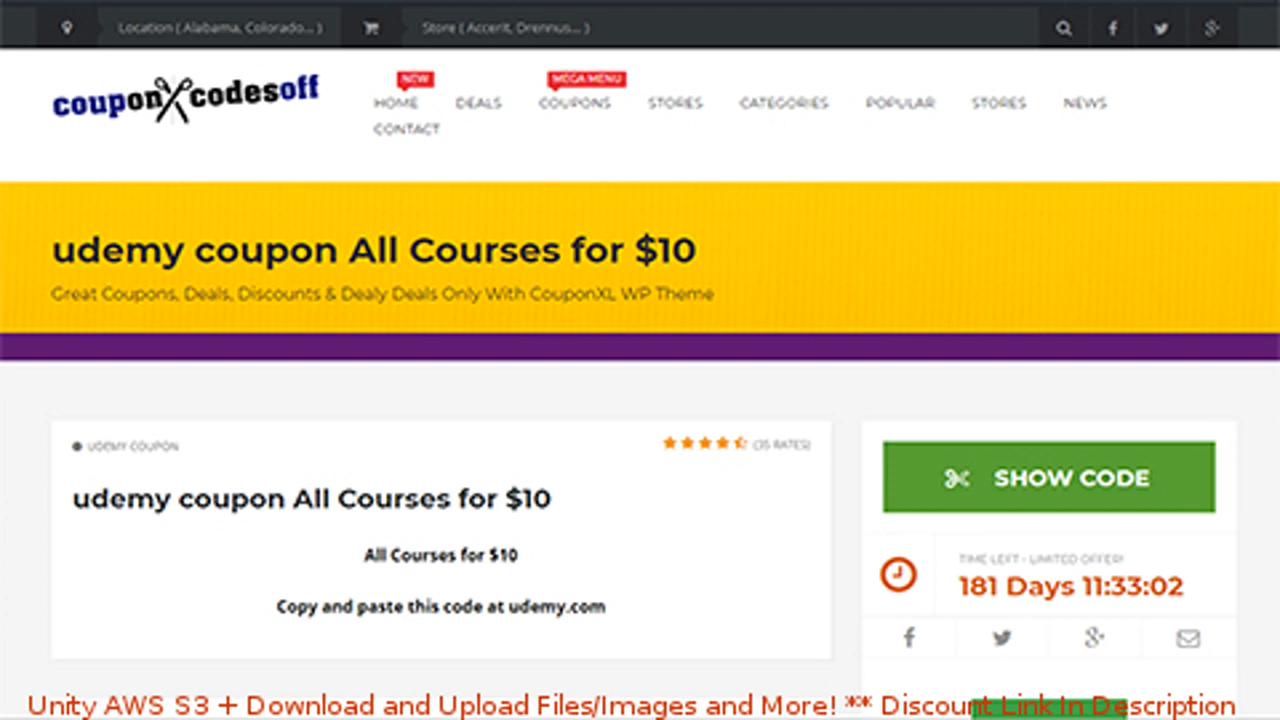 Location ( Alabama, Colorado... )
Store ( Accerit, Drennus... )
couponcodesoff
NEW
MEGA MENU
HOME DEALS COUPONS STORES CATEGORIES POPULAR STORES NEWS
CONTACT
udemy coupon All Courses for $10
Great Coupons, Deals, Discounts & Dealy Deals Only With CouponXL WP Theme
UDEMY COUPON
(35 RATES)
udemy coupon All Courses for $10
All Courses for $10
Copy and paste this code at udemy.com
SHOW CODE
TIME LEFT - LIMITED OFFER!
181 Days 11:33:02
Unity AWS S3 + Download and Upload Files/Images and More! ** Discount Link In Description